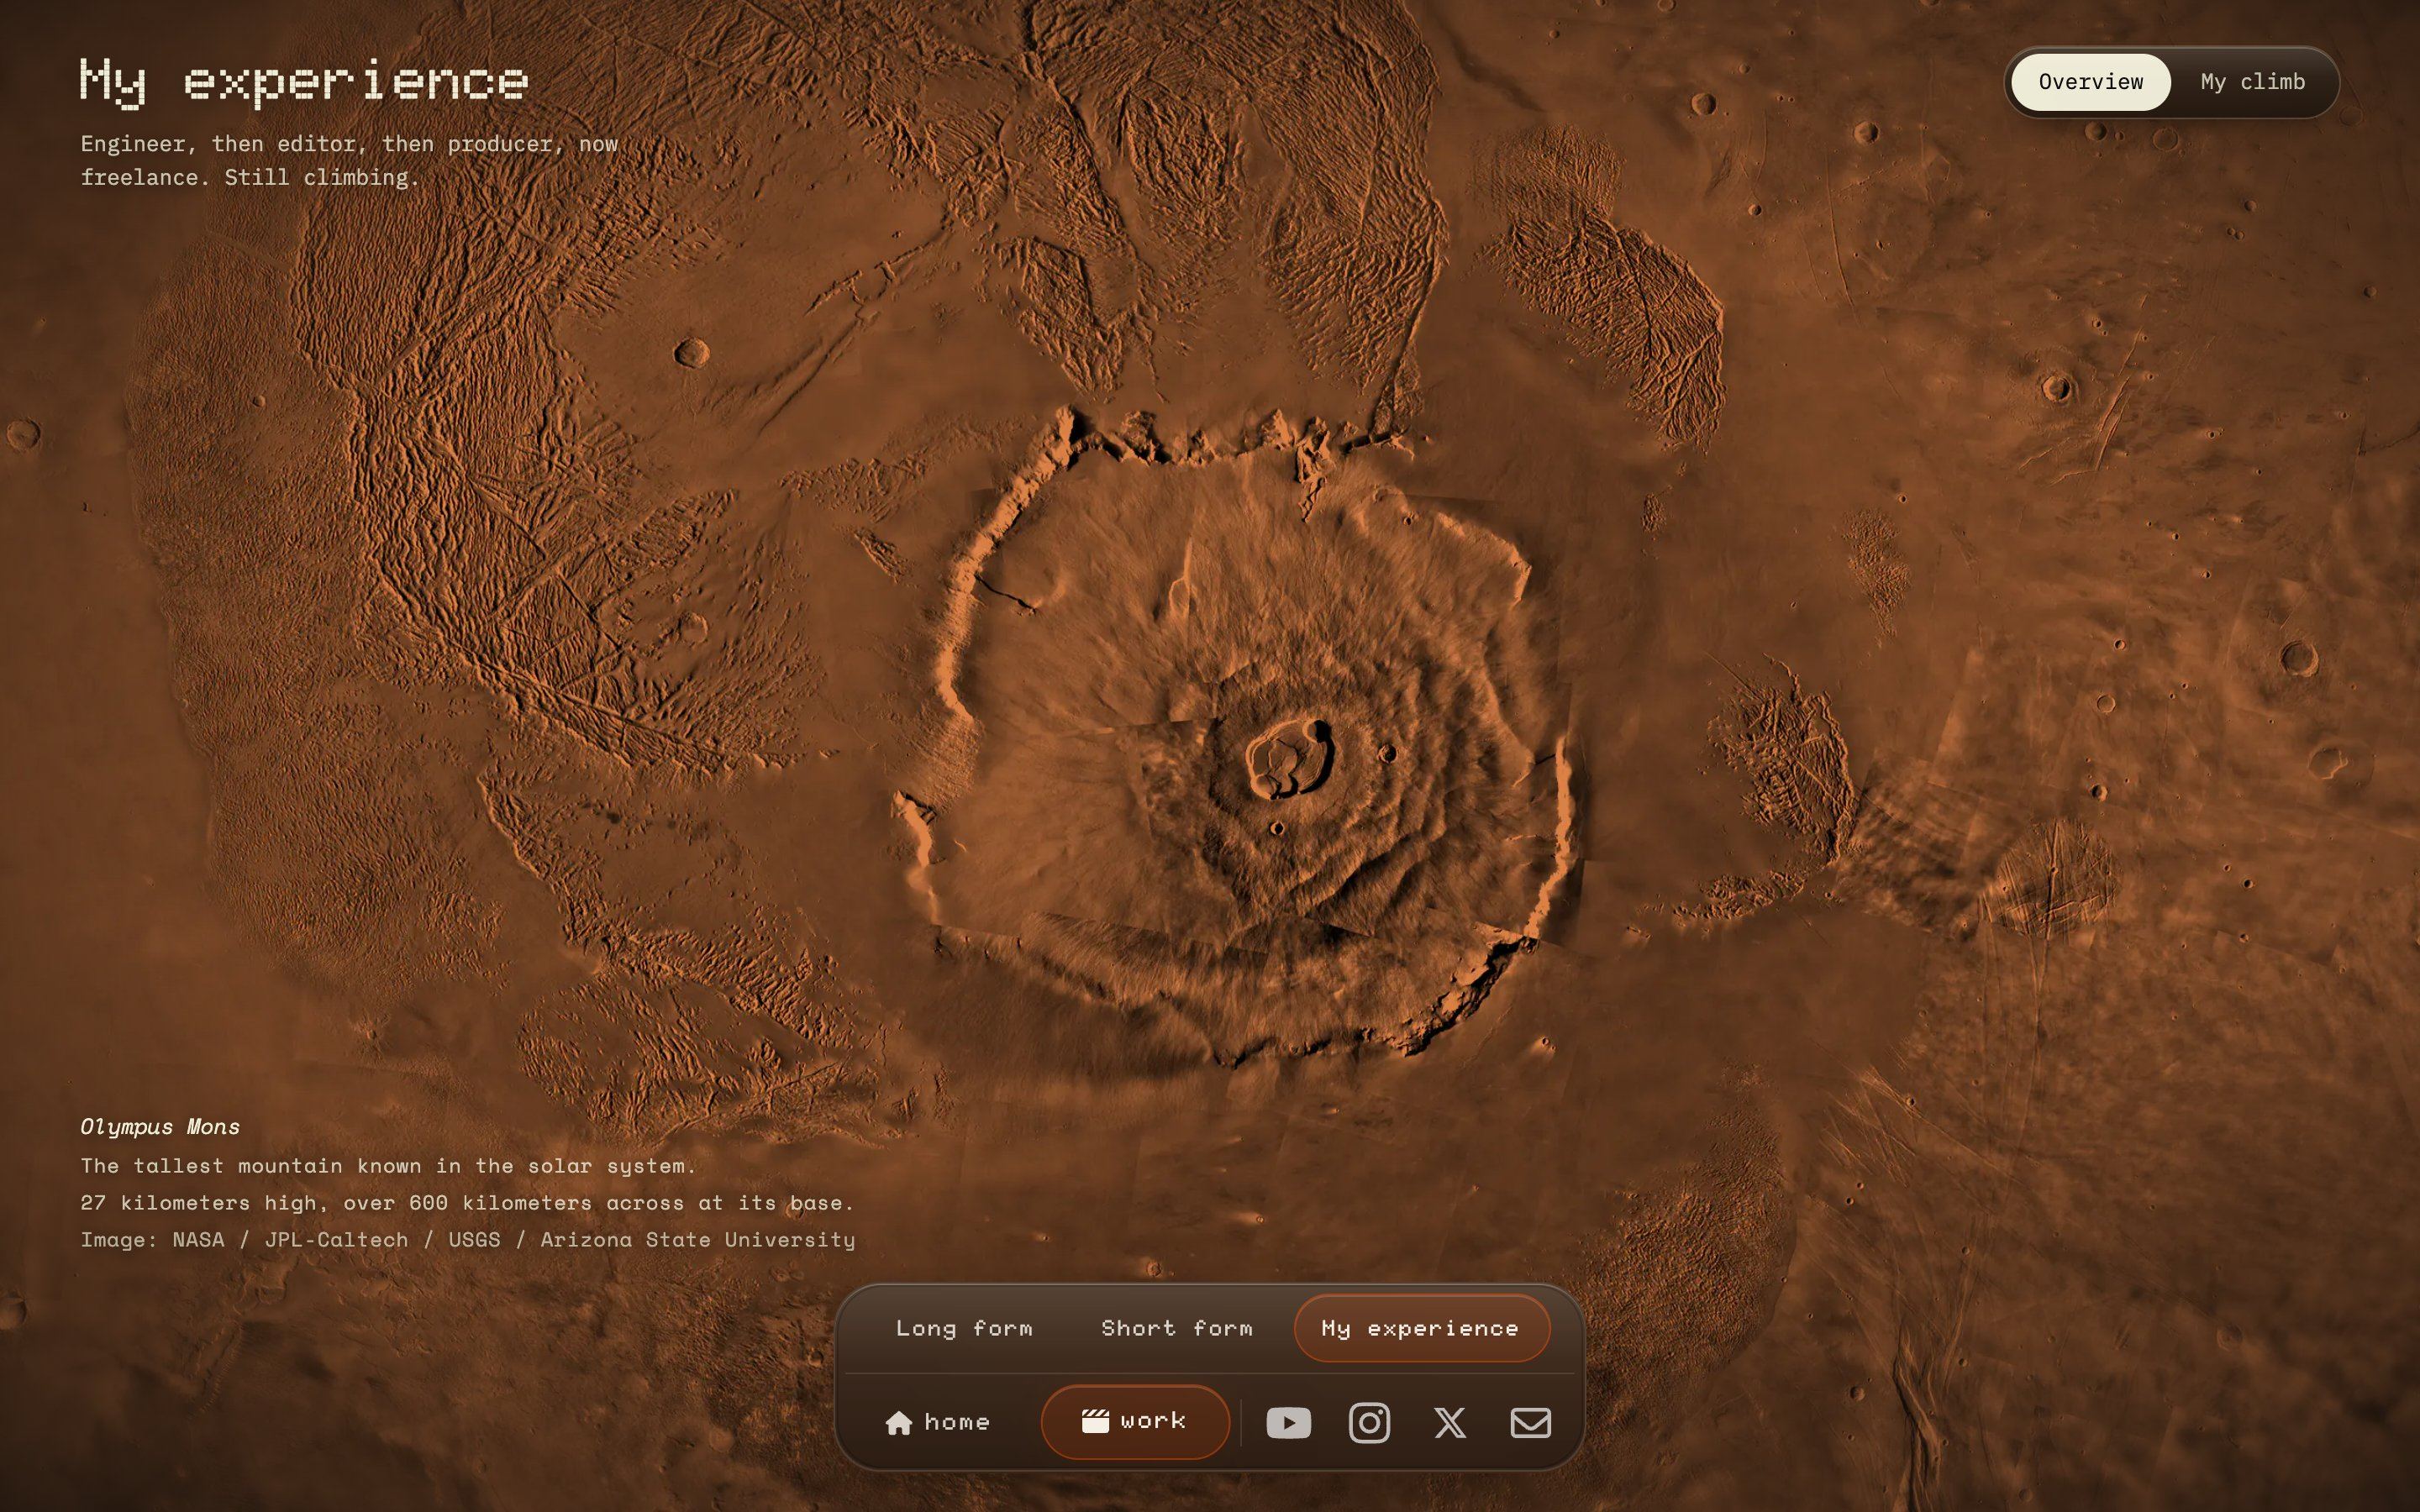 My experience
Overview
My climb
Engineer, then editor, then producer, now
freelance. Still climbing.
Olympus Mons
The tallest mountain known in the solar system.
27 kilometers high, over 600 kilometers across at its base.
Image: NASA / JPL-Caltech / USGS / Arizona State University
Long form
Short form
My experience
home
work